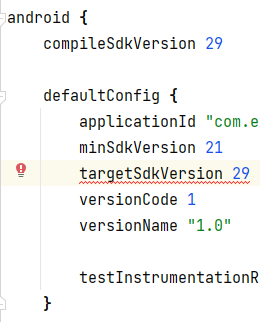 android {
compileSdkVersion 29
defaultConfig {
applicationId "com.e
minSdkVersion 21
targetSdkVersion 29
versionCode 1
versionName "1.0"
testInstrumentationR
}